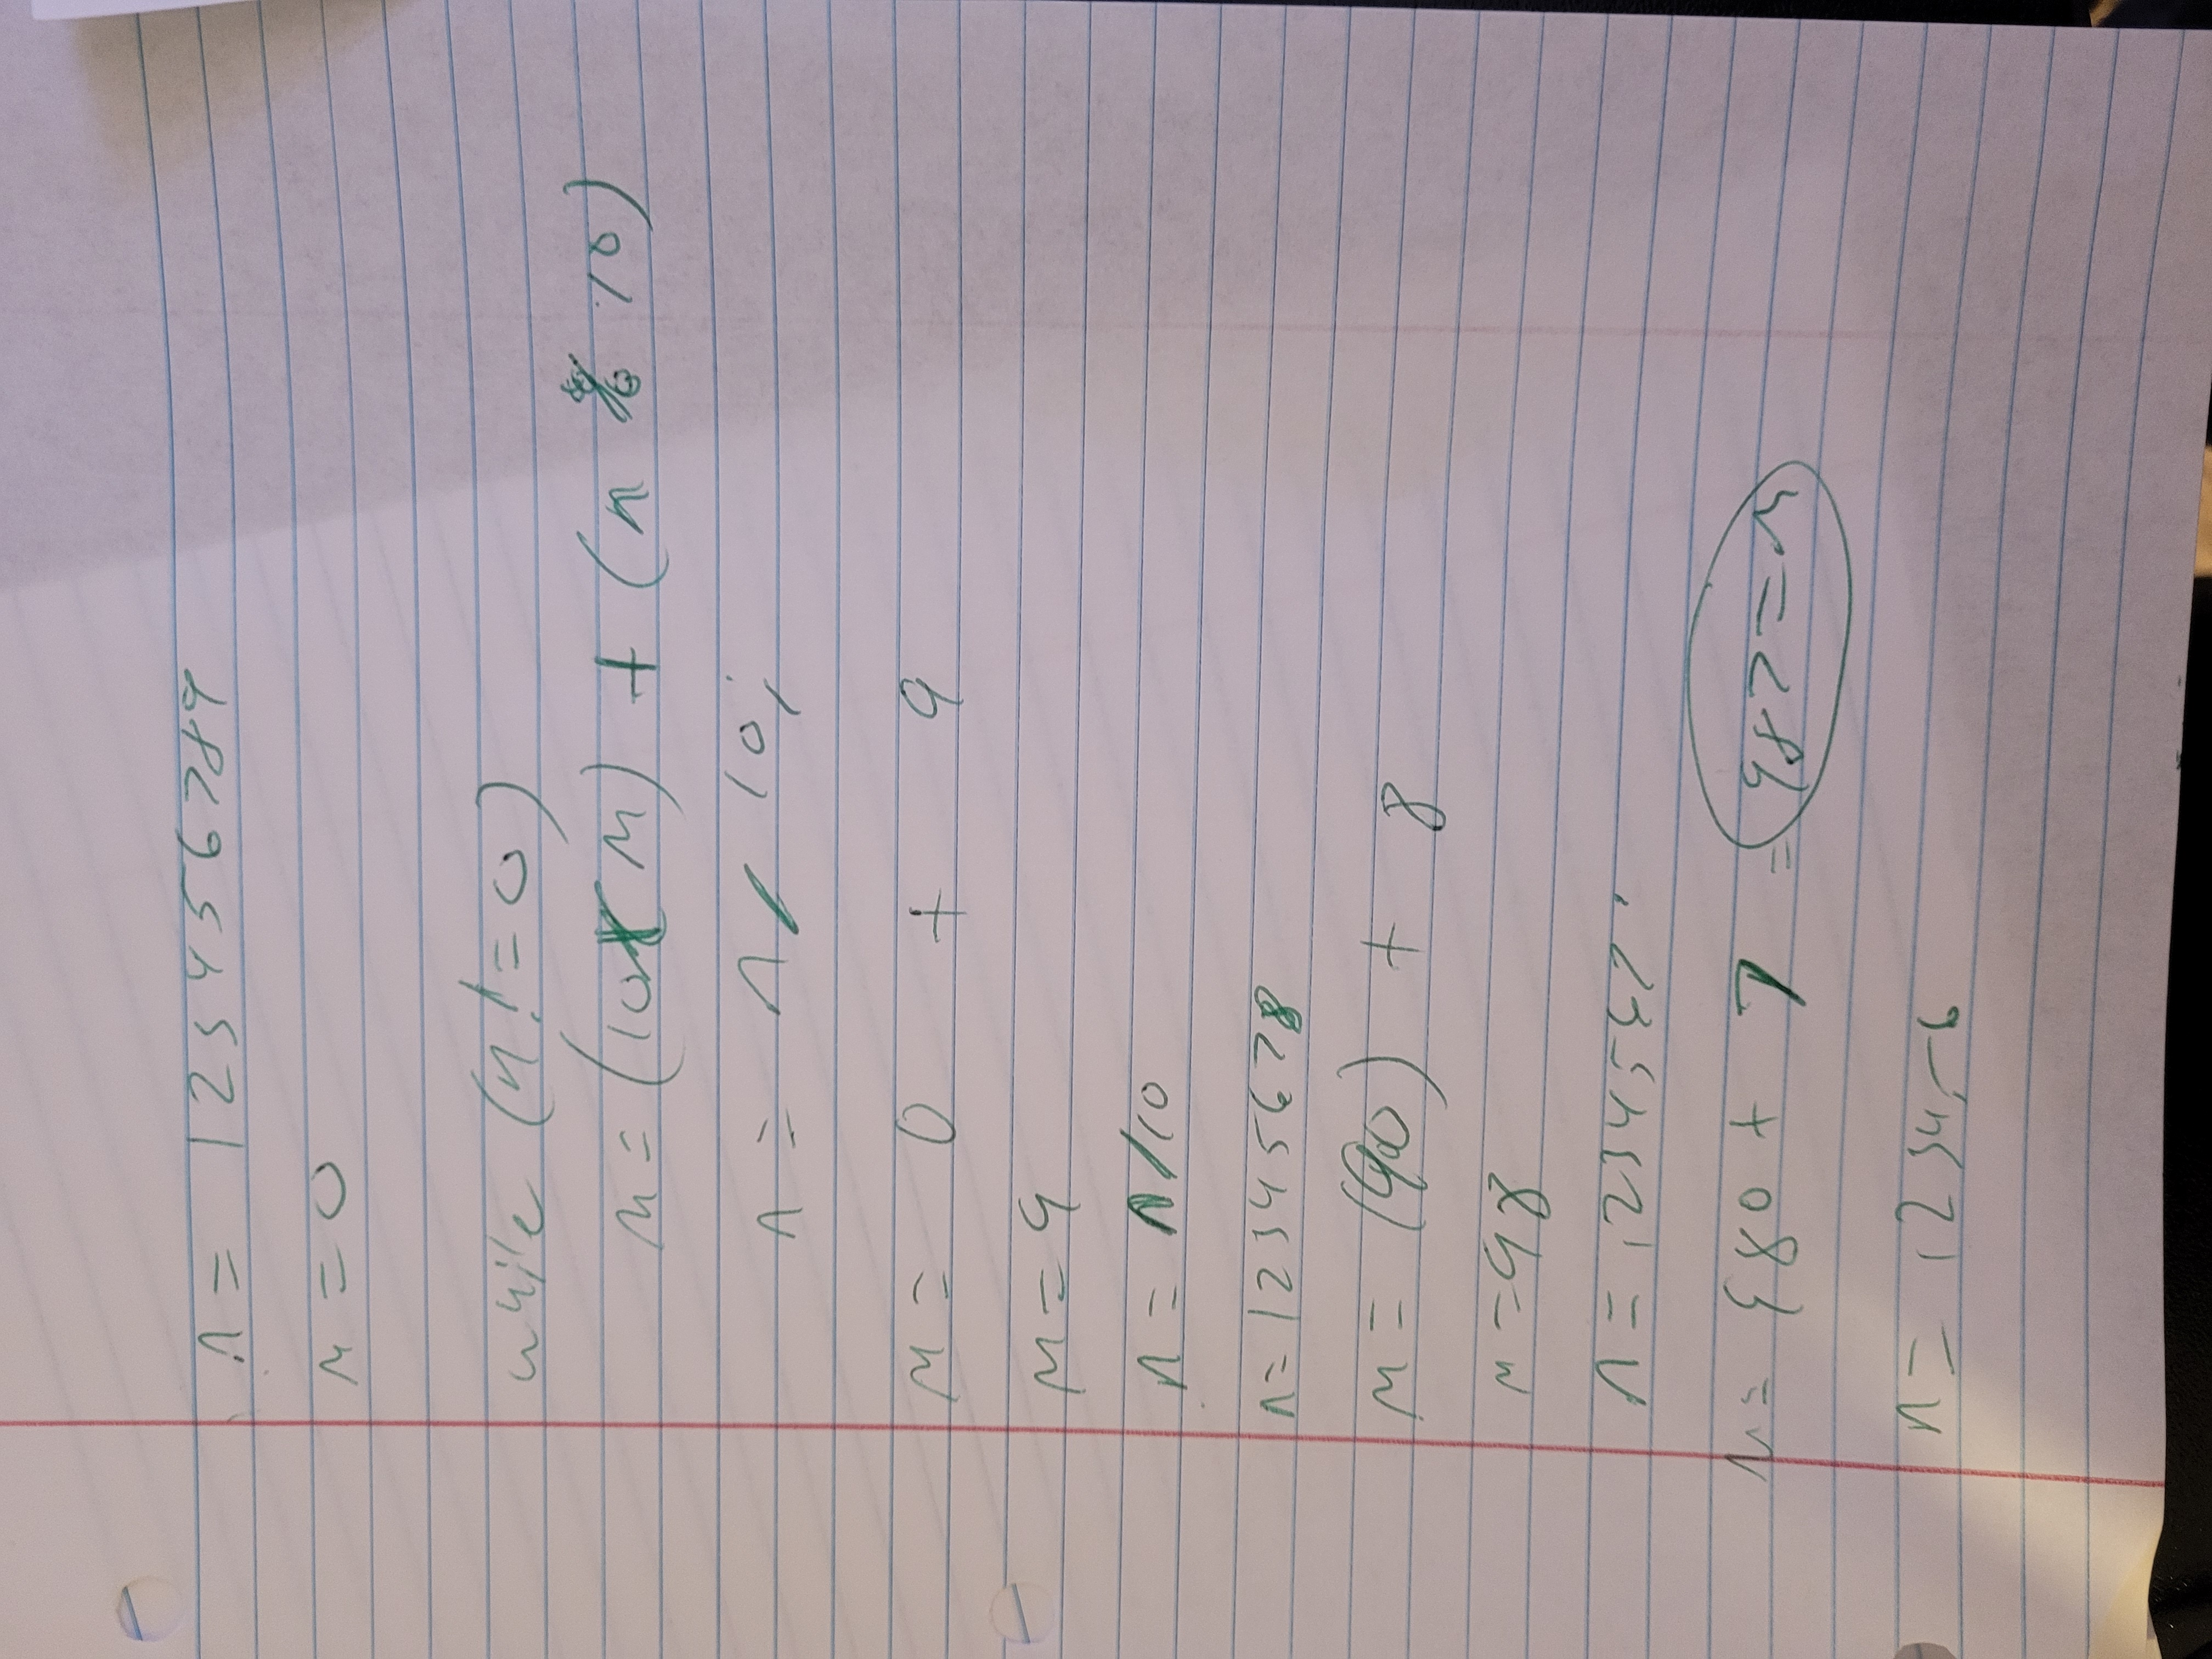 n = 123456789
m = 0
while (n != 0)
m = (10 * m) + (n % 10)
n = n / 10;
m = 0 + 9
m = 9
n = n/10
n = 12345678
m = (90) + 8
m = 98
n = 1234567
m = 980 + 7 = 987 = m
n = 123456